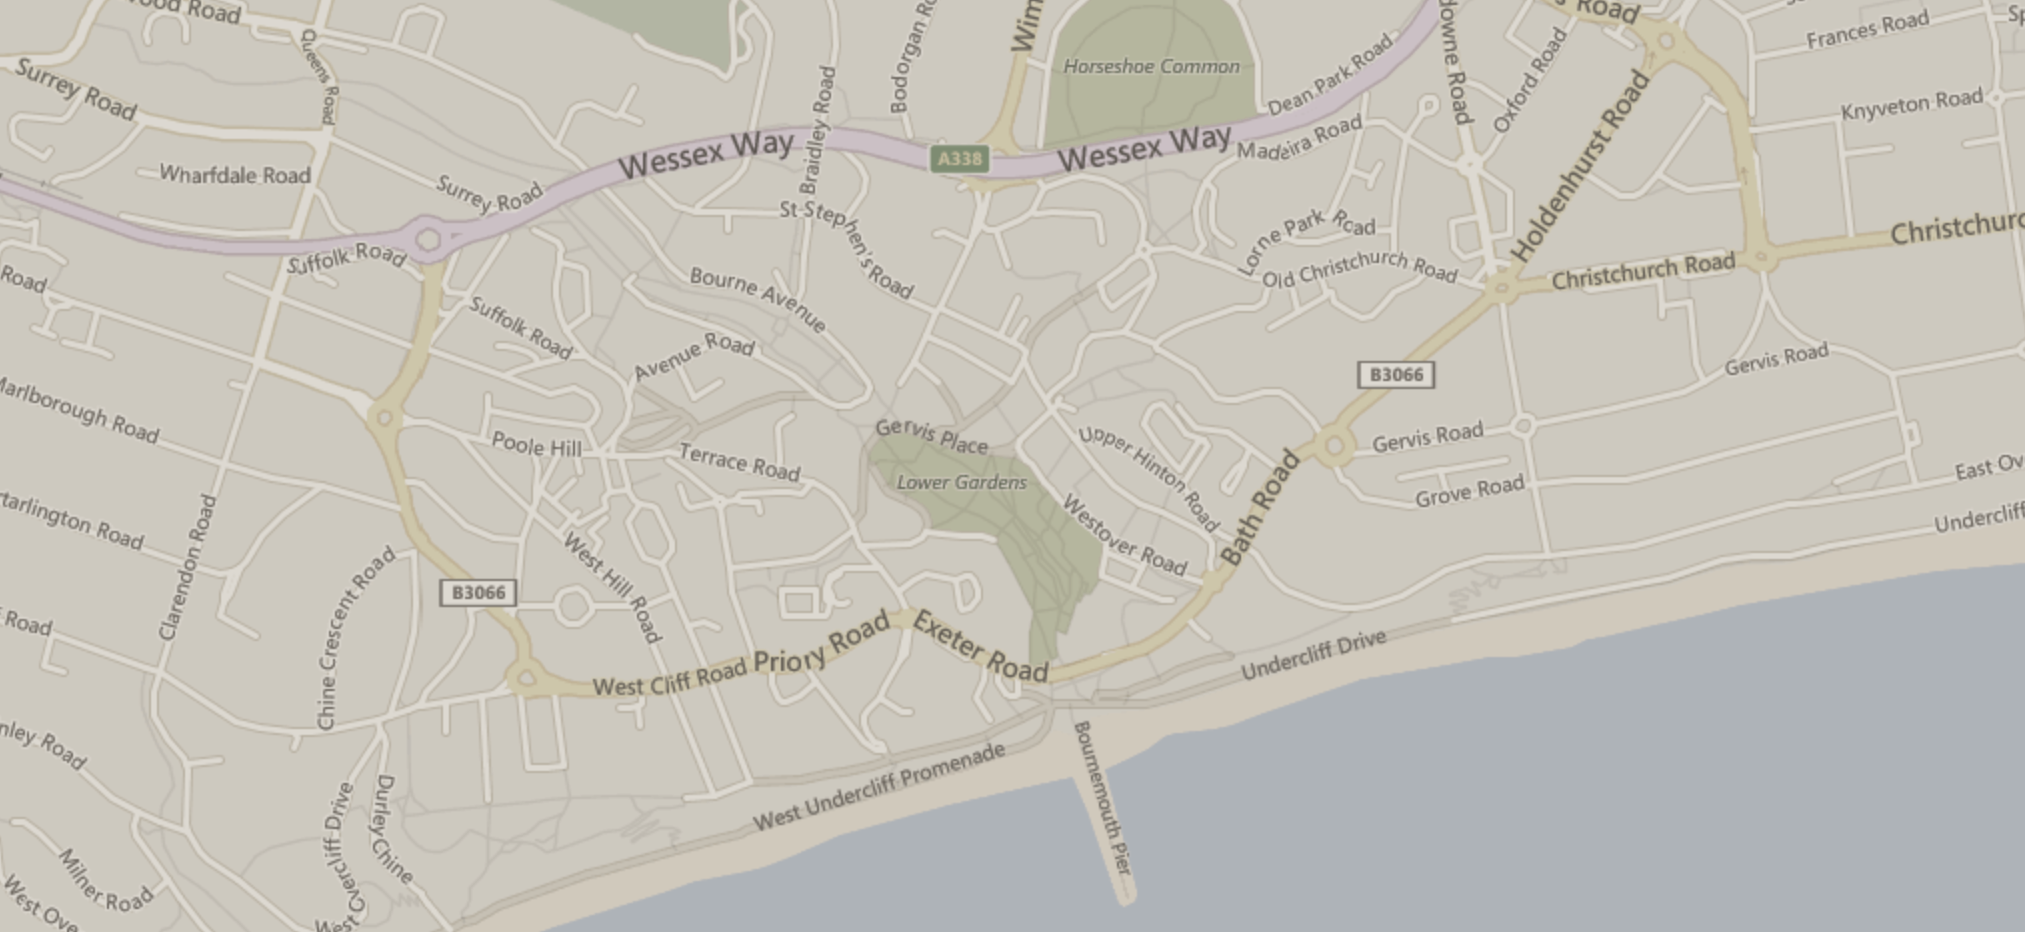 Road
Queens Road
Bodorgan
Horseshoe Common
Dean Park Road
Oxford Road
Road
Frances Road
Surrey Road
Knyveton Road
Wessex Way
Braidley Road
A338
Wessex Way
Madeira Road
Holdenhurst Road
Wharfdale Road
Surrey Road
St Stephen's Road
Lorne Park Road
Suffolk Road
Old Christchurch Road
Christchurch Road
Road
Bourne Avenue
Suffolk Road
Avenue Road
B3066
Gervis Road
Marlborough Road
Poole Hill
Terrace Road
Gervis Place
Lower Gardens
Upper Hinton Road
Gervis Road
Grove Road
Bath Road
Clarendon Road
Westover Road
West Hill Road
Chine Crescent Road
B3066
Road
West Cliff Road
Priory Road
Exeter Road
Undercliff Drive
Undercliff
Bournemouth Pier
West Undercliff Promenade
Road
West Overcliff Drive
Durley Chine
Milner Road